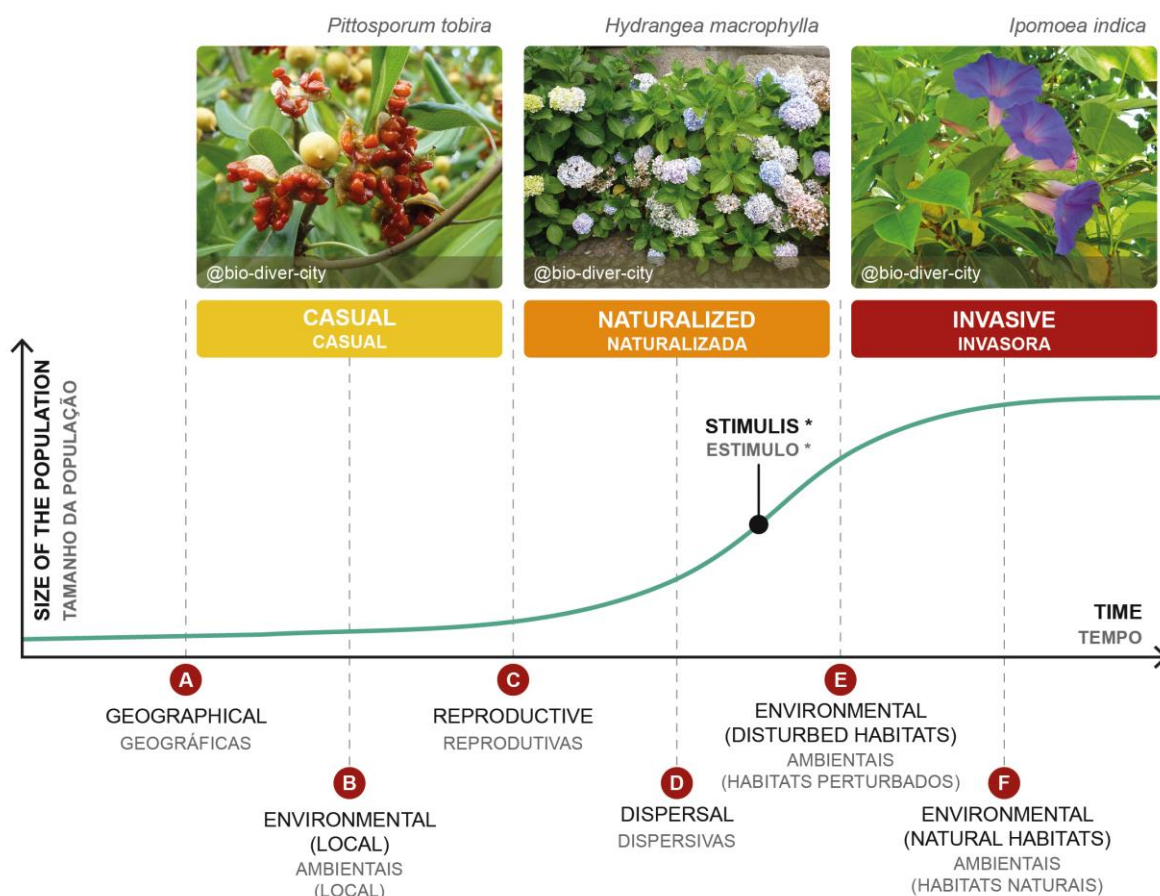 Pittosporum tobira
Hydrangea macrophylla
Ipomoea indica
@bio-diver-city
@bio-diver-city
@bio-diver-city
CASUAL
CASUAL
NATURALIZED
NATURALIZADA
INVASIVE
INVASORA
SIZE OF THE POPULATION
TAMANHO DA POPULAÇÃO
STIMULIS *
ESTIMULO *
TIME
TEMPO
A
GEOGRAPHICAL
GEOGRÁFICAS
B
ENVIRONMENTAL
(LOCAL)
AMBIENTAIS
(LOCAL)
C
REPRODUCTIVE
REPRODUTIVAS
D
DISPERSAL
DISPERSIVAS
E
ENVIRONMENTAL
(DISTURBED HABITATS)
AMBIENTAIS
(HABITATS PERTURBADOS)
F
ENVIRONMENTAL
(NATURAL HABITATS)
AMBIENTAIS
(HABITATS NATURAIS)